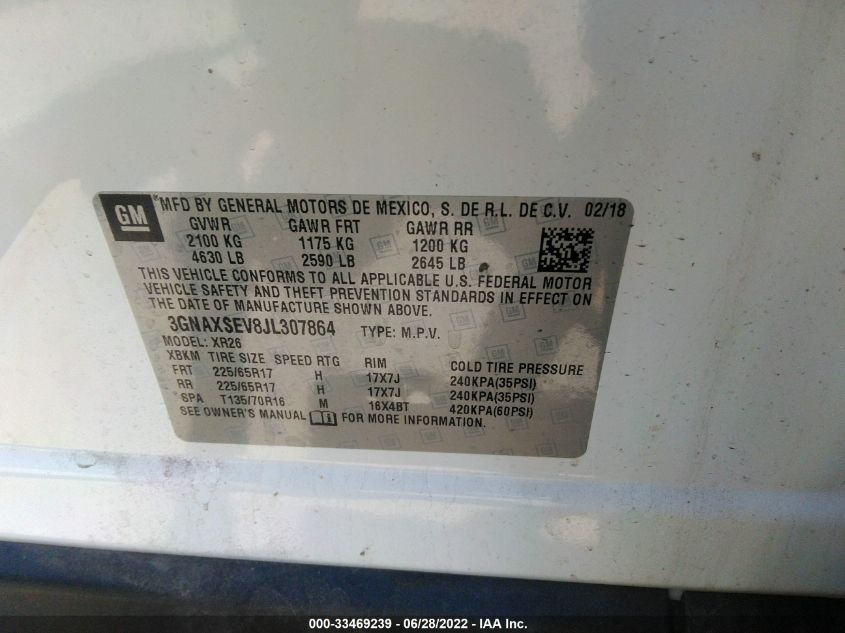 GM
MFD BY GENERAL MOTORS DE MEXICO, S. DE R.L. DE C.V. 02/18
GVWR GAWR FRT GAWR RR
2100 KG 1175 KG 1200 KG
4630 LB 2590 LB 2645 LB
THIS VEHICLE CONFORMS TO ALL APPLICABLE U.S. FEDERAL MOTOR
VEHICLE SAFETY AND THEFT PREVENTION STANDARDS IN EFFECT ON
THE DATE OF MANUFACTURE SHOWN ABOVE.
3GNAXSEV8JL307864 TYPE: M.P.V.
MODEL: XR26
XBKM TIRE SIZE SPEED RTG RIM COLD TIRE PRESSURE
FRT 225/65R17 H 17X7J 240KPA(35PSI)
RR 225/65R17 H 17X7J 240KPA(35PSI)
SPA T135/70R16 M 16X4BT 420KPA(60PSI)
SEE OWNER'S MANUAL FOR MORE INFORMATION.
000-33469239 - 06/28/2022 - IAA Inc.